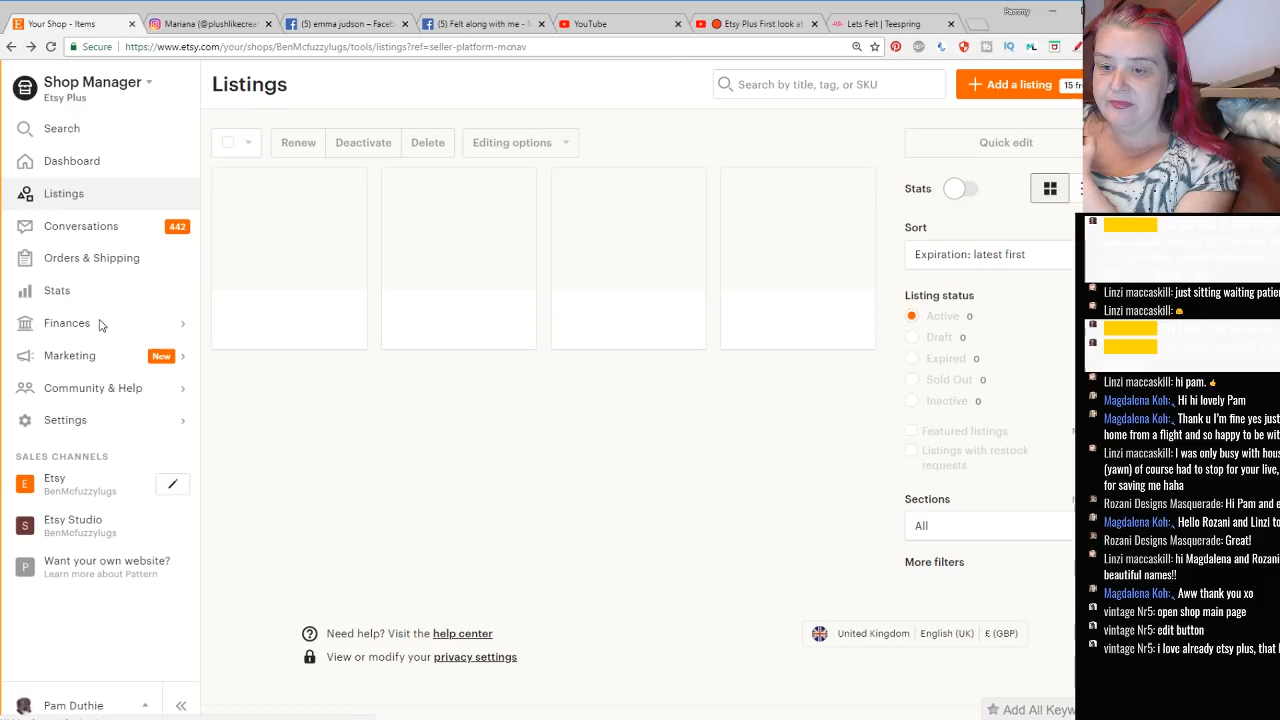 Your Shop - Items
Mariana (@plushlikecreat
emma judson – Faceb
Felt along with me - M
YouTube
Etsy Plus First look at
Lets Felt | Teespring
Pammy
Secure
https://www.etsy.com/your/shops/BenMcfuzzylugs/tools/listings?ref=seller-platform-mcnav
Shop Manager
Etsy Plus
Search
Dashboard
Listings
Conversations
442
Orders & Shipping
Stats
Finances
Marketing
New
Community & Help
Settings
SALES CHANNELS
E
Etsy
BenMcfuzzylugs
S
Etsy Studio
BenMcfuzzylugs
P
Want your own website?
Learn more about Pattern
Pam Duthie
Listings
Search by title, tag, or SKU
Add a listing
15 fr
Renew
Deactivate
Delete
Editing options
Quick edit
Stats
Sort
Expiration: latest first
Listing status
Active 0
Draft 0
Expired 0
Sold Out 0
Inactive 0
Featured listings
Listings with restock
requests
Sections
All
More filters
Need help? Visit the help center
View or modify your privacy settings
United Kingdom
English (UK)
£ (GBP)
Add All Keyw
Linzi maccaskill: just sitting waiting patie
Linzi maccaskill:
Linzi maccaskill: hi pam.
Magdalena Koh: Hi hi lovely Pam
Magdalena Koh: Thank u I'm fine yes just
home from a flight and so happy to be wit
Linzi maccaskill: I was only busy with hous
(yawn) of course had to stop for your live,
for saving me haha
Rozani Designs Masquerade: Hi Pam and e
Magdalena Koh: Hello Rozani and Linzi to
Rozani Designs Masquerade: Great!
Linzi maccaskill: hi Magdalena and Rozani
beautiful names!!
Magdalena Koh: Aww thank you xo
vintage Nr5: open shop main page
vintage Nr5: edit button
vintage Nr5: i love already etsy plus, that l